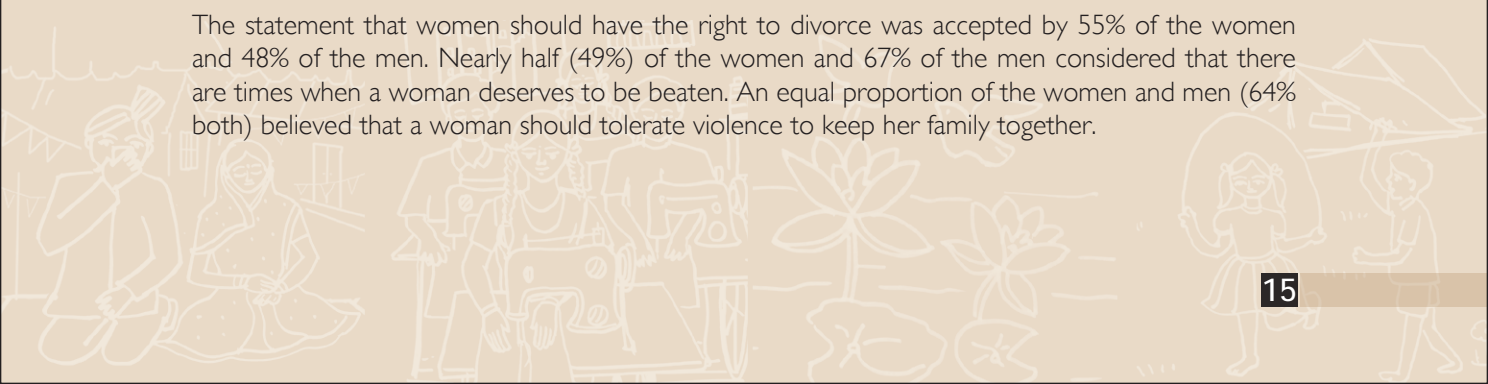 The statement that women should have the right to divorce was accepted by 55% of the women
and 48% of the men. Nearly half (49%) of the women and 67% of the men considered that there
are times when a woman deserves to be beaten. An equal proportion of the women and men (64%
both) believed that a woman should tolerate violence to keep her family together.
15